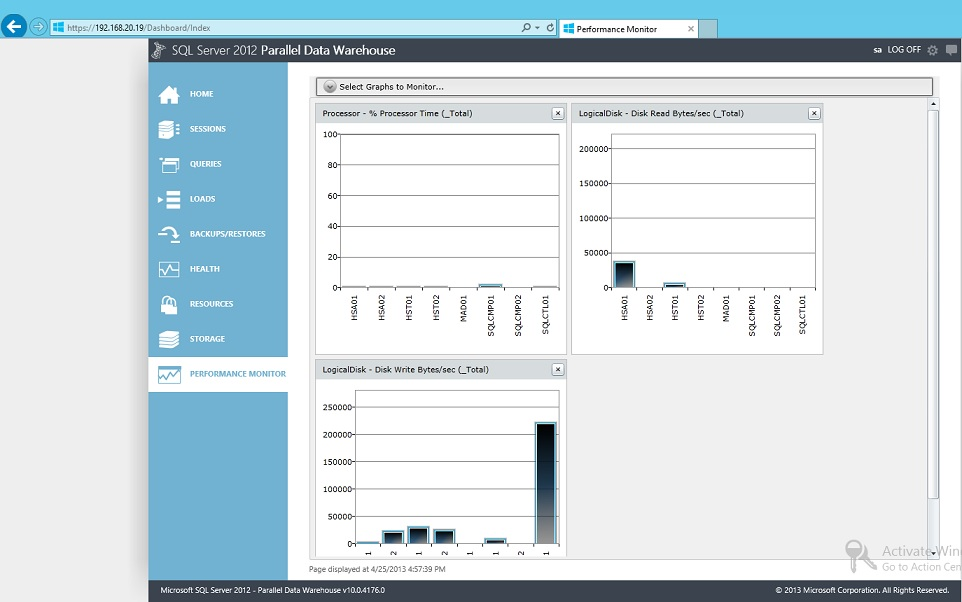 https://192.168.20.19/Dashboard/Index
Performance Monitor
SQL Server 2012 Parallel Data Warehouse
sa LOG OFF
HOME
SESSIONS
QUERIES
LOADS
BACKUPS/RESTORES
HEALTH
RESOURCES
STORAGE
PERFORMANCE MONITOR
Select Graphs to Monitor...
Processor - % Processor Time (_Total)
100
80
60
40
20
0
HSA01
HSA02
HST01
HST02
MAD01
SQLCMP01
SQLCMP02
SQLCTL01
LogicalDisk - Disk Read Bytes/sec (_Total)
200000
150000
100000
50000
0
HSA01
HSA02
HST01
HST02
MAD01
SQLCMP01
SQLCMP02
SQLCTL01
LogicalDisk - Disk Write Bytes/sec (_Total)
250000
200000
150000
100000
50000
0
1
2
1
2
1
1
2
1
Page displayed at 4/25/2013 4:57:39 PM
Activate Win
Go to Action Cen
Microsoft SQL Server 2012 - Parallel Data Warehouse v10.0.4176.0
© 2013 Microsoft Corporation. All Rights Reserved.